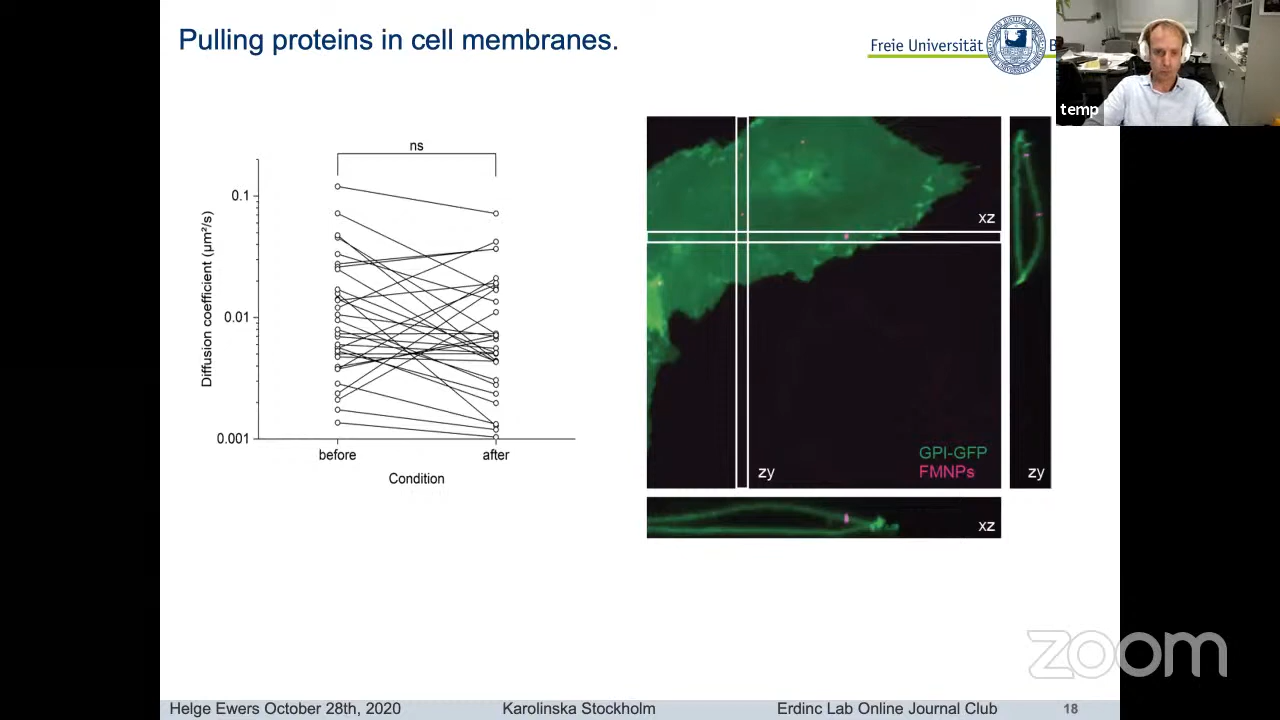 Pulling proteins in cell membranes.
Freie Universität
temp
ns
0.1
0.01
0.001
Diffusion coefficient (μm²/s)
before
after
Condition
xz
GPI-GFP
FMNPs
zy
zy
xz
zoom
Helge Ewers October 28th, 2020
Karolinska Stockholm
Erdinc Lab Online Journal Club
18